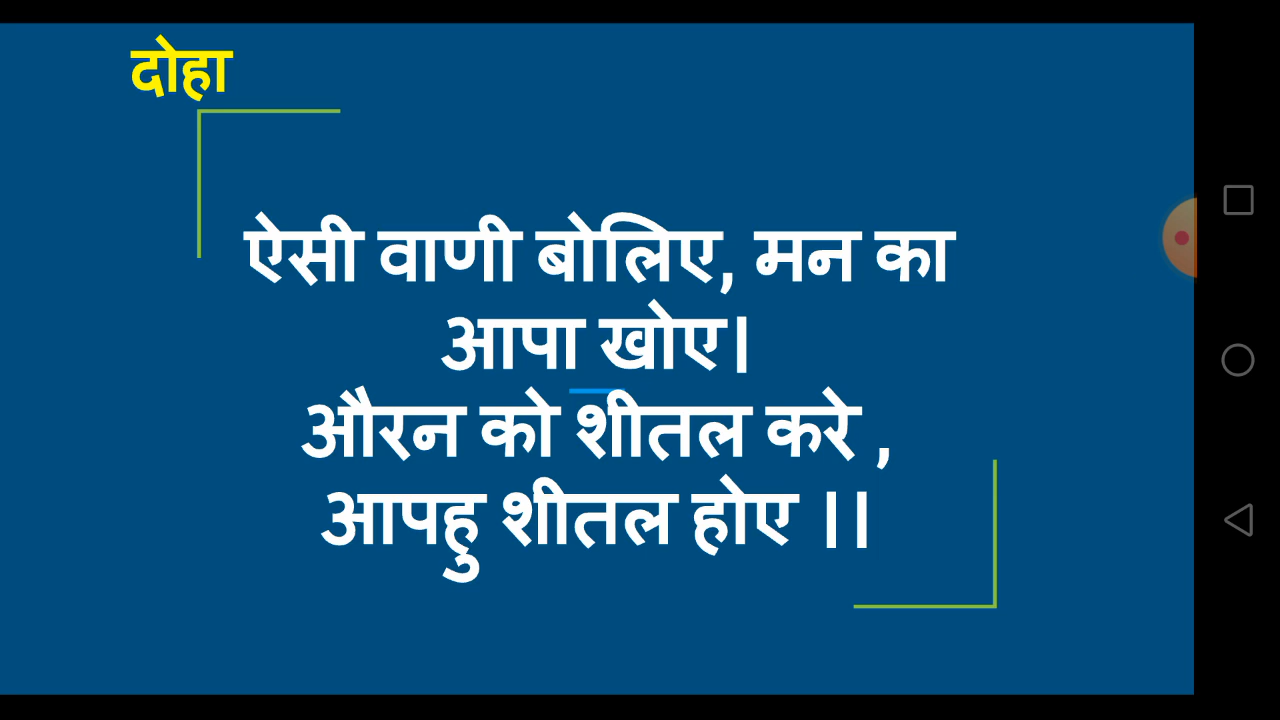 दोहा
ऐसी वाणी बोलिए, मन का
आपा खोए।
औरन को शीतल करे ,
आपहु शीतल होए ।।